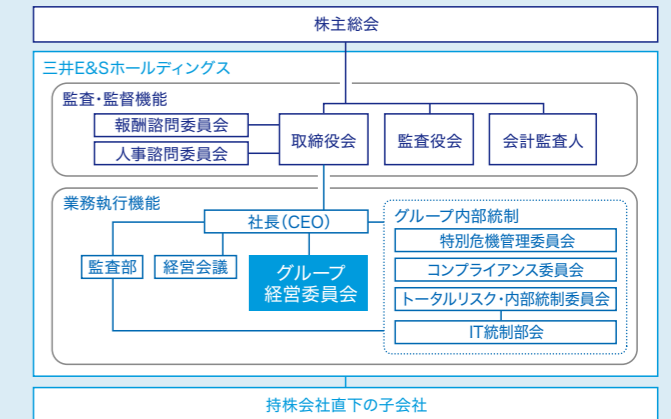 株主総会
三井E&Sホールディングス
監査・監督機能
報酬諮問委員会
人事諮問委員会
取締役会
監査役会
会計監査人
業務執行機能
社長（CEO）
監査部
経営会議
グループ
経営委員会
グループ内部統制
特別危機管理委員会
コンプライアンス委員会
トータルリスク・内部統制委員会
IT統制部会
持株会社直下の子会社